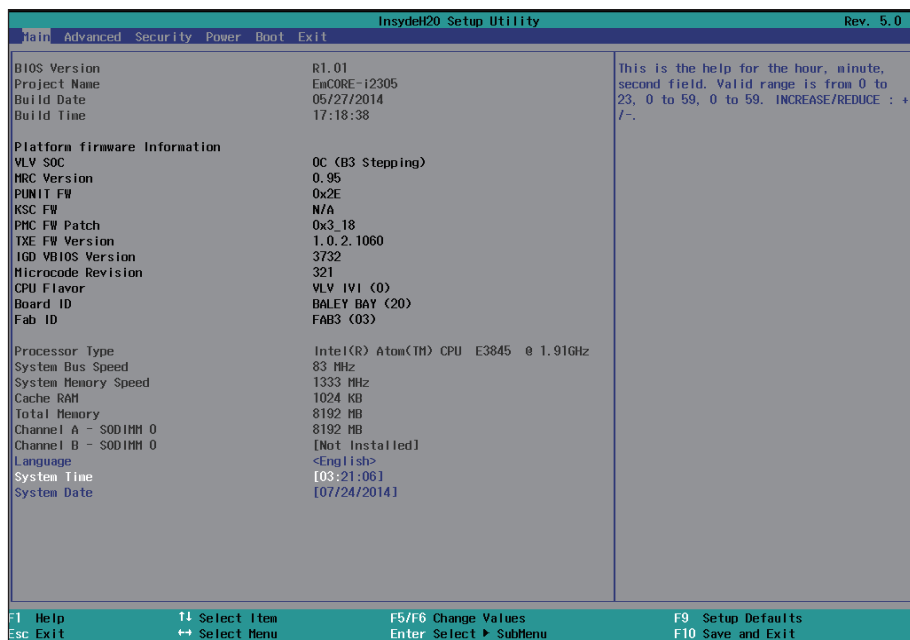 InsydeH20 Setup Utility Rev. 5.0
Main Advanced Security Power Boot Exit
BIOS Version R1.01
Project Name EmCORE-i2305
Build Date 05/27/2014
Build Time 17:18:38
Platform firmware Information
VLV SOC 0C (B3 Stepping)
MRC Version 0.95
PUNIT FW 0x2E
KSC FW N/A
PMC FW Patch 0x3_18
TXE FW Version 1.0.2.1060
IGD VBIOS Version 3732
Microcode Revision 321
CPU Flavor VLV IVI (0)
Board ID BALEY BAY (20)
Fab ID FAB3 (03)
Processor Type Intel(R) Atom(TM) CPU E3845 @ 1.91GHz
System Bus Speed 83 MHz
System Memory Speed 1333 MHz
Cache RAM 1024 KB
Total Memory 8192 MB
Channel A - SODIMM 0 8192 MB
Channel B - SODIMM 0 [Not Installed]
Language <English>
System Time [03:21:06]
System Date [07/24/2014]
This is the help for the hour, minute,
second field. Valid range is from 0 to
23, 0 to 59, 0 to 59. INCREASE/REDUCE : +
/-.
F1 Help ↑↓ Select Item F5/F6 Change Values F9 Setup Defaults
Esc Exit ↔ Select Menu Enter Select ▶ SubMenu F10 Save and Exit